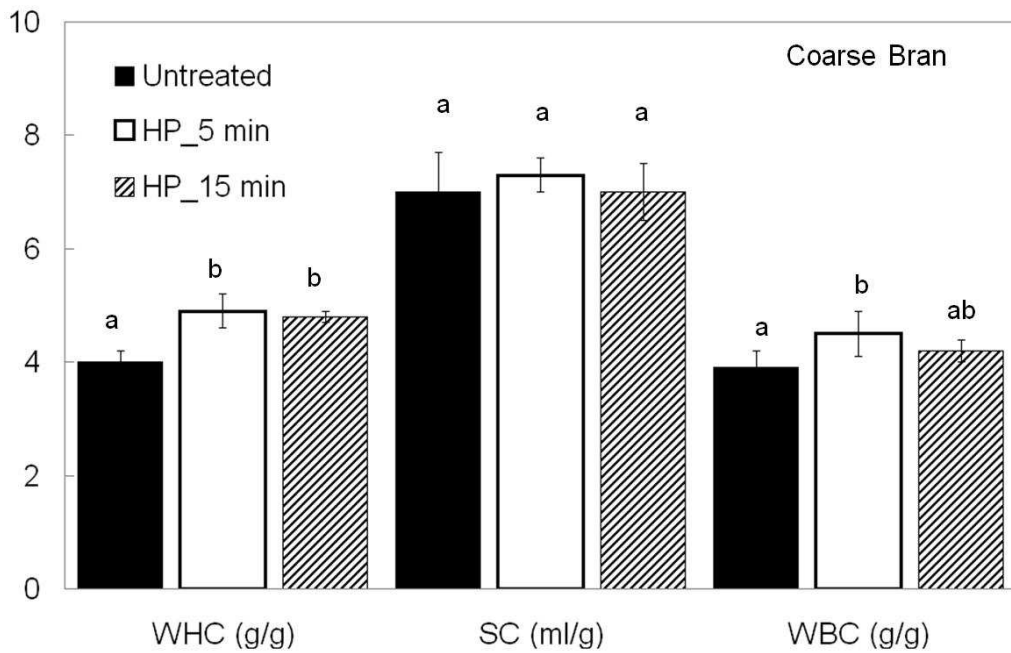 10
Coarse Bran
Untreated
HP_5 min
HP_15 min
8
6
4
2
0
a
b
b
a
a
a
a
b
ab
WHC (g/g)
SC (ml/g)
WBC (g/g)